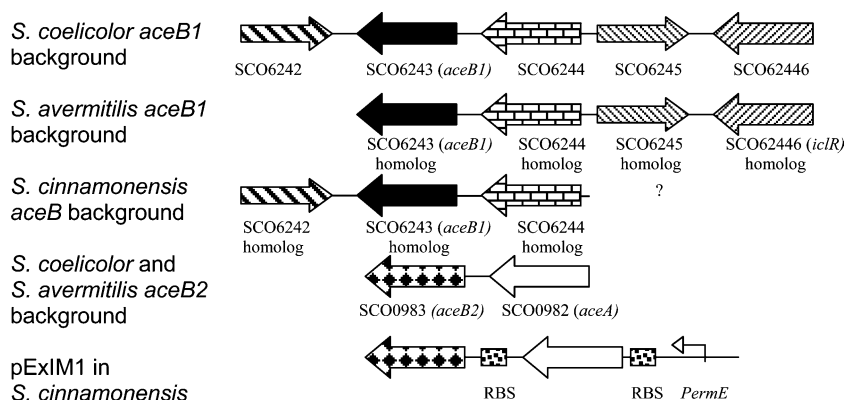 S. coelicolor aceB1
background
SCO6242 SCO6243 (aceB1) SCO6244 SCO6245 SCO62446
S. avermitilis aceB1
background
SCO6243 (aceB1) SCO6244 SCO6245 SCO62446 (iclR)
homolog homolog homolog homolog
?
S. cinnamonensis
aceB background
SCO6242 SCO6243 (aceB1) SCO6244
homolog homolog homolog
S. coelicolor and
S. avermitilis aceB2
background
SCO0983 (aceB2) SCO0982 (aceA)
pExIM1 in
S. cinnamonensis
RBS RBS PermE